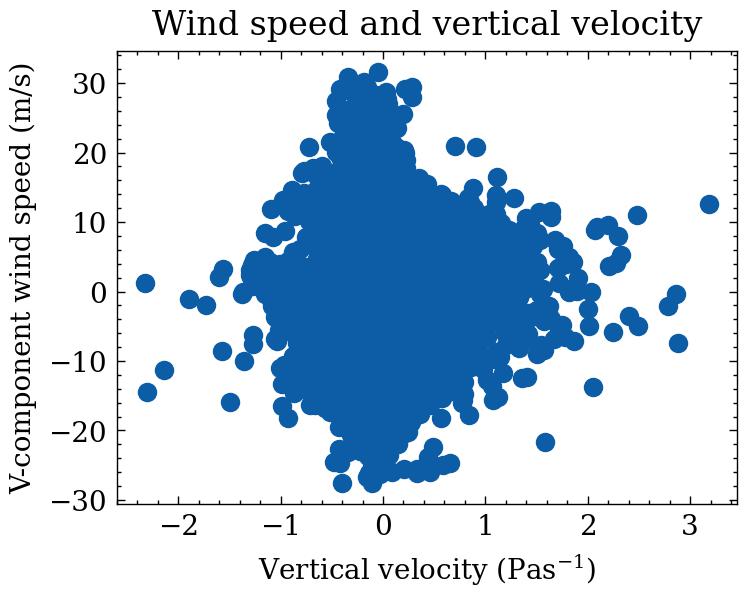 Wind speed and vertical velocity
V-component wind speed (m/s)
30
20
10
0
−10
−20
−30
−2 −1 0 1 2 3
Vertical velocity (Pas⁻¹)